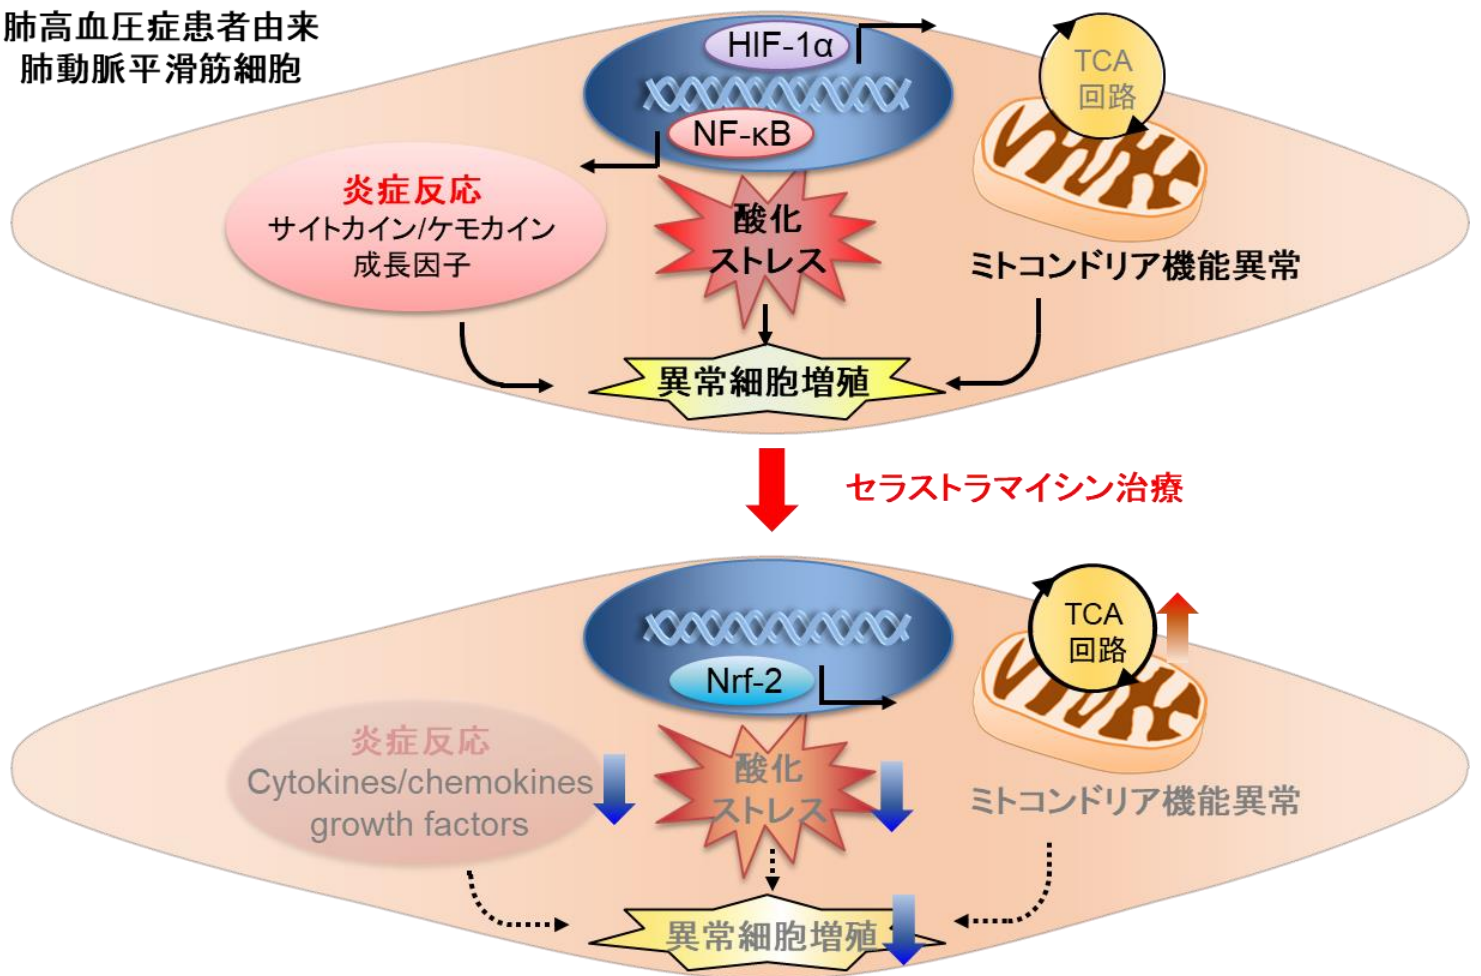 肺高血圧症患者由来
肺動脈平滑筋細胞
HIF-1α
NF-κB
TCA
回路
炎症反応
サイトカイン/ケモカイン
成長因子
酸化
ストレス
ミトコンドリア機能異常
異常細胞増殖
セラストラマイシン治療
Nrf-2
TCA
回路
炎症反応
Cytokines/chemokines
growth factors
酸化
ストレス
ミトコンドリア機能異常
異常細胞増殖